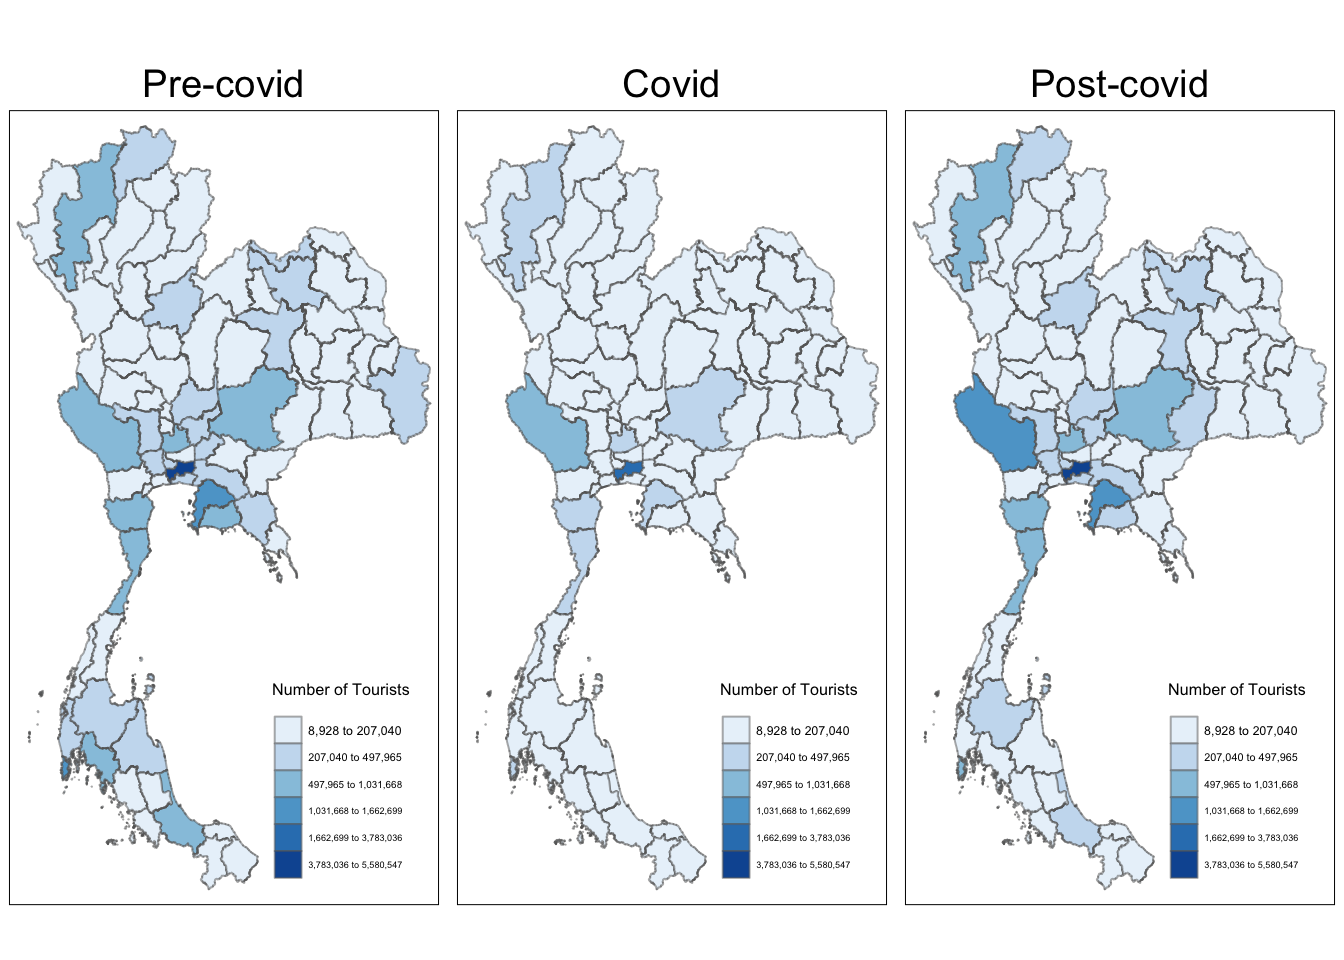 Pre-covid
Covid
Post-covid
Number of Tourists
8,928 to 207,040
207,040 to 497,965
497,965 to 1,031,668
1,031,668 to 1,662,699
1,662,699 to 3,783,036
3,783,036 to 5,580,547
Number of Tourists
8,928 to 207,040
207,040 to 497,965
497,965 to 1,031,668
1,031,668 to 1,662,699
1,662,699 to 3,783,036
3,783,036 to 5,580,547
Number of Tourists
8,928 to 207,040
207,040 to 497,965
497,965 to 1,031,668
1,031,668 to 1,662,699
1,662,699 to 3,783,036
3,783,036 to 5,580,547